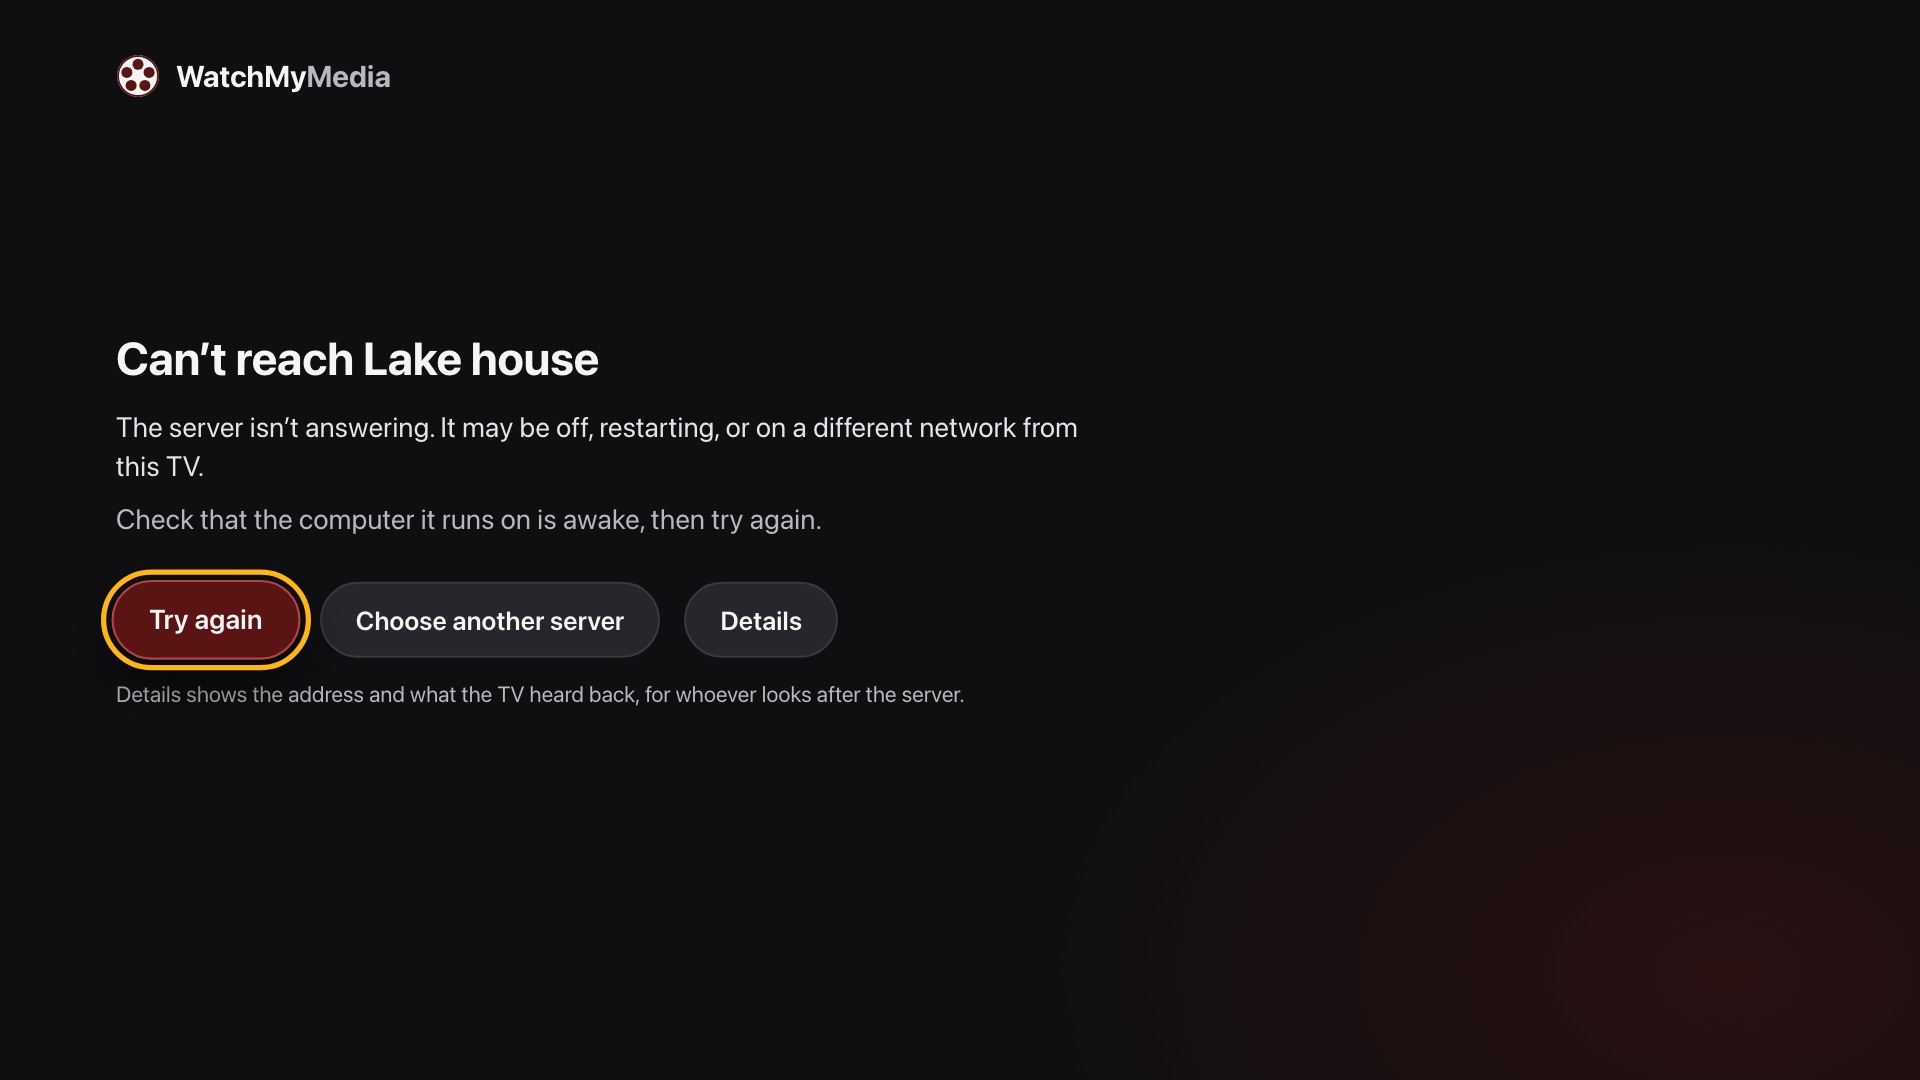 WatchMyMedia
Can’t reach Lake house
The server isn’t answering. It may be off, restarting, or on a different network from
this TV.
Check that the computer it runs on is awake, then try again.
Try again
Choose another server
Details
Details shows the address and what the TV heard back, for whoever looks after the server.